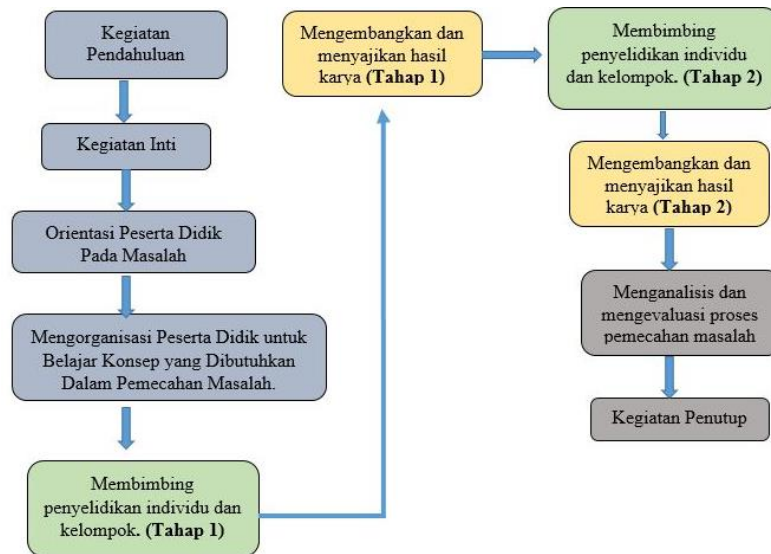 Kegiatan
Pendahuluan
Kegiatan Inti
Orientasi Peserta Didik
Pada Masalah
Mengorganisasi Peserta Didik untuk
Belajar Konsep yang Dibutuhkan
Dalam Pemecahan Masalah.
Membimbing
penyelidikan individu dan
kelompok. (Tahap 1)
Mengembangkan dan
menyajikan hasil
karya (Tahap 1)
Membimbing
penyelidikan individu
dan kelompok. (Tahap 2)
Mengembangkan dan
menyajikan hasil
karya (Tahap 2)
Menganalisis dan
mengevaluasi proses
pemecahan masalah
Kegiatan Penutup